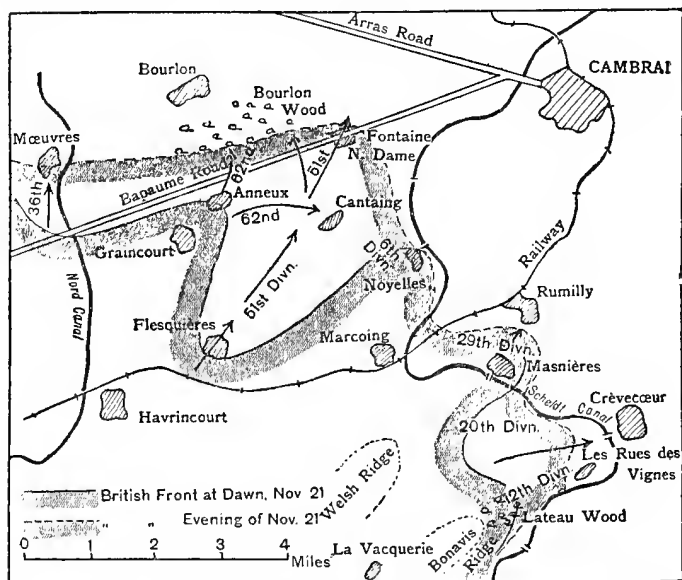 Arras Road
CAMBRAI
Bourlon
Bourlon
Wood
Mœuvres
Fontaine
N. Dame
Bapaume Road
62nd
51st
36th
Anneux
62nd
Cantaing
Graincourt
6th
Divn.
Noyelles
Railway
Nord Canal
51st Divn.
Rumilly
Flesquières
Marcoing
29th Divn.
Masnières
Havrincourt
Scheldt Canal
Crèvecœur
20th Divn.
Les Rues des
Vignes
12th Divn.
Welsh Ridge
Lateau Wood
Bonavis
Ridge
La Vacquerie
British Front at Dawn, Nov 21
" " Evening of Nov. 21
0 1 2 3 4
Miles